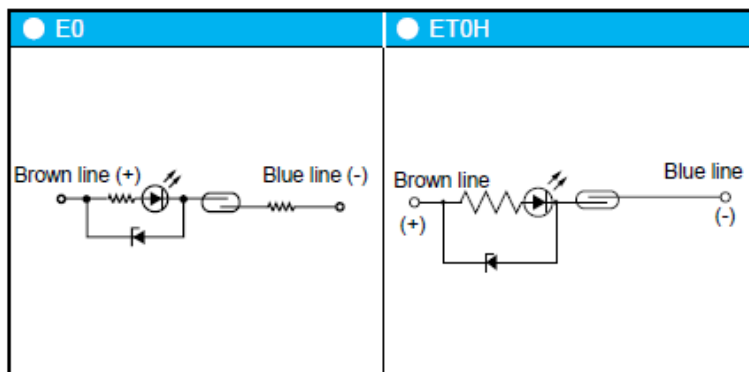 E0
ET0H
Brown line (+)
Blue line (-)
Brown line
(+)
Blue line
(-)